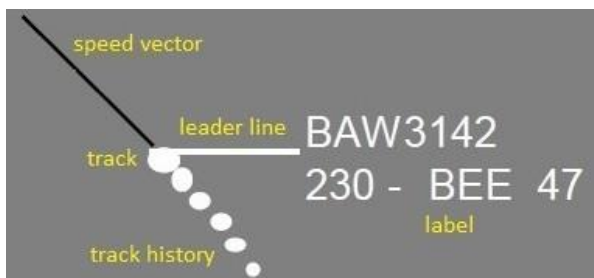 speed vector
leader line
BAW3142
track
230 - BEE 47
label
track history